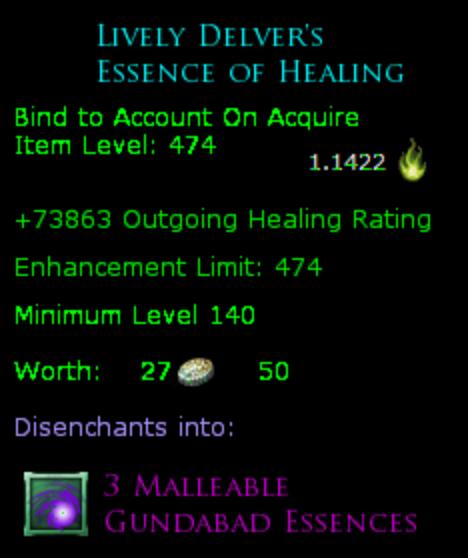 Lively Delver's
Essence of Healing
Bind to Account On Acquire
Item Level: 474
1.1422
+73863 Outgoing Healing Rating
Enhancement Limit: 474
Minimum Level 140
Worth: 27 50
Disenchants into:
3 Malleable
Gundabad Essences